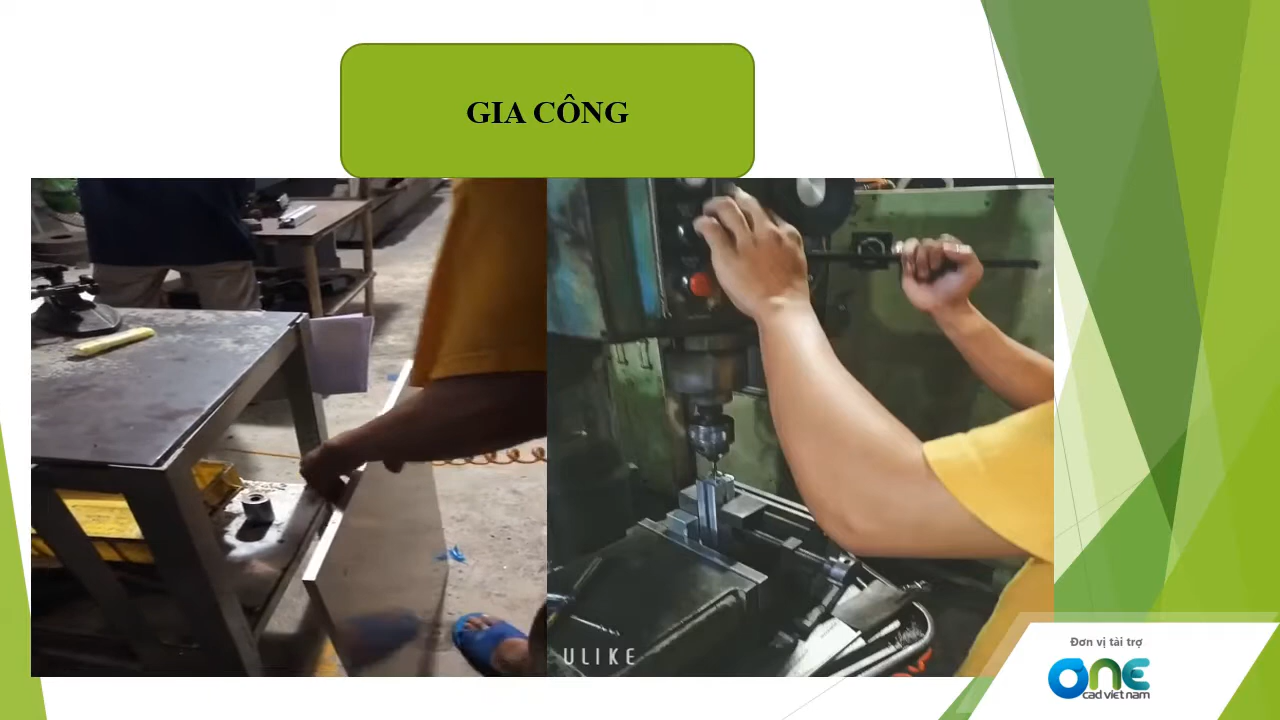 GIA CÔNG
ULIKE
Đơn vị tài trợ
ONE
cad viet nam